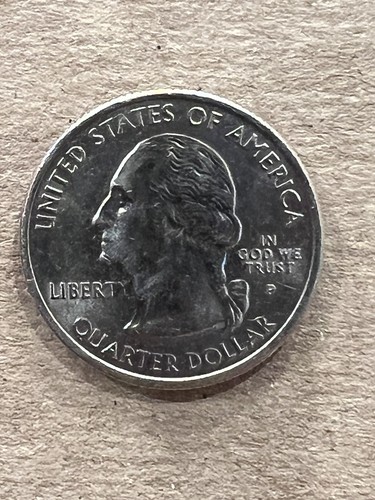 UNITED STATES OF AMERICA
LIBERTY
IN
GOD WE
TRUST
P
QUARTER DOLLAR